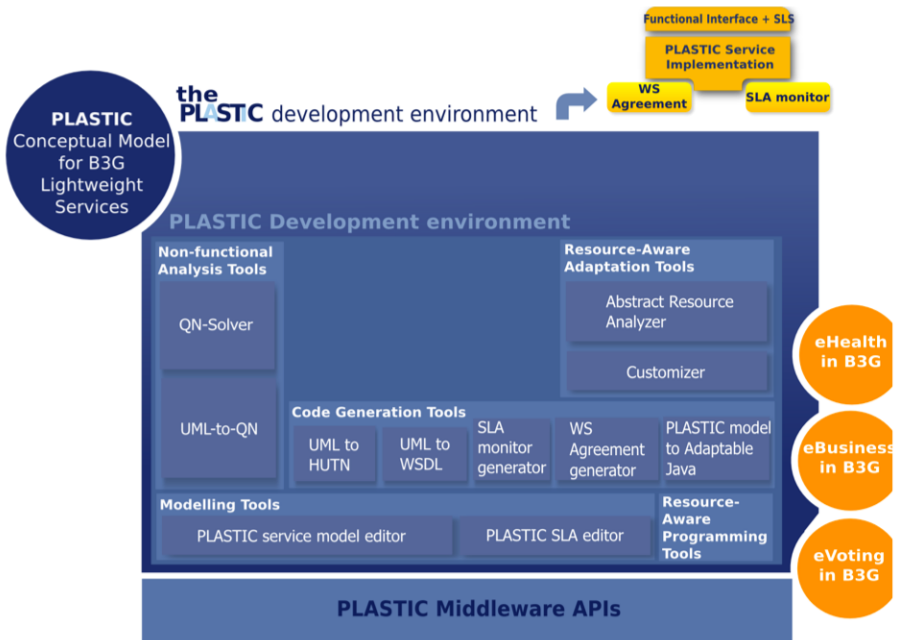 Functional Interface + SLS
PLASTIC Service
Implementation
WS
Agreement
SLA monitor
the
PLASTIC development environment
PLASTIC
Conceptual Model
for B3G
Lightweight
Services
PLASTIC Development environment
Non-functional
Analysis Tools
QN-Solver
UML-to-QN
Resource-Aware
Adaptation Tools
Abstract Resource
Analyzer
Customizer
Code Generation Tools
UML to
HUTN
UML to
WSDL
SLA
monitor
generator
WS
Agreement
generator
PLASTIC model
to Adaptable
Java
Modelling Tools
PLASTIC service model editor
PLASTIC SLA editor
Resource-
Aware
Programming
Tools
eHealth
in B3G
eBusiness
in B3G
eVoting
in B3G
PLASTIC Middleware APIs